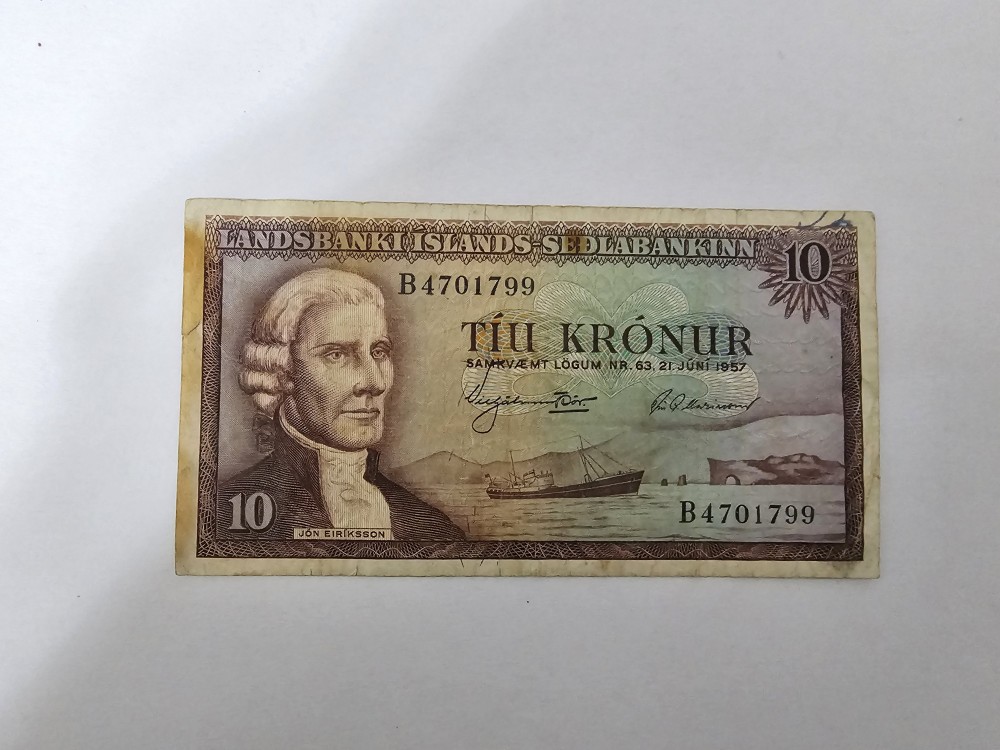 LANDSBANKI ÍSLANDS-SEÐLABANKINN
10
B4701799
TÍU KRÓNUR
SAMKVÆMT LÖGUM NR. 63, 21. JÚNÍ 1957
B4701799
10
JÓN EIRÍKSSON